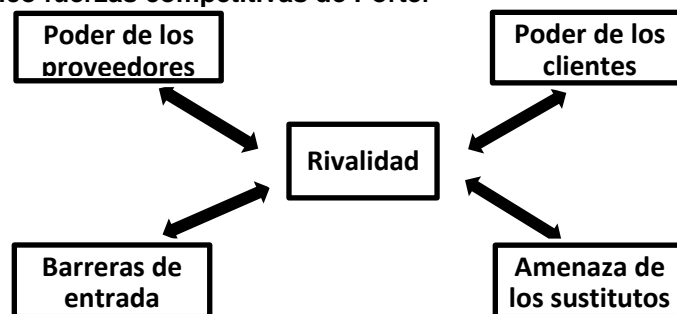 fuerzas competitivas de Porter
Poder de los
proveedores
Poder de los
clientes
Rivalidad
Barreras de
entrada
Amenaza de
los sustitutos